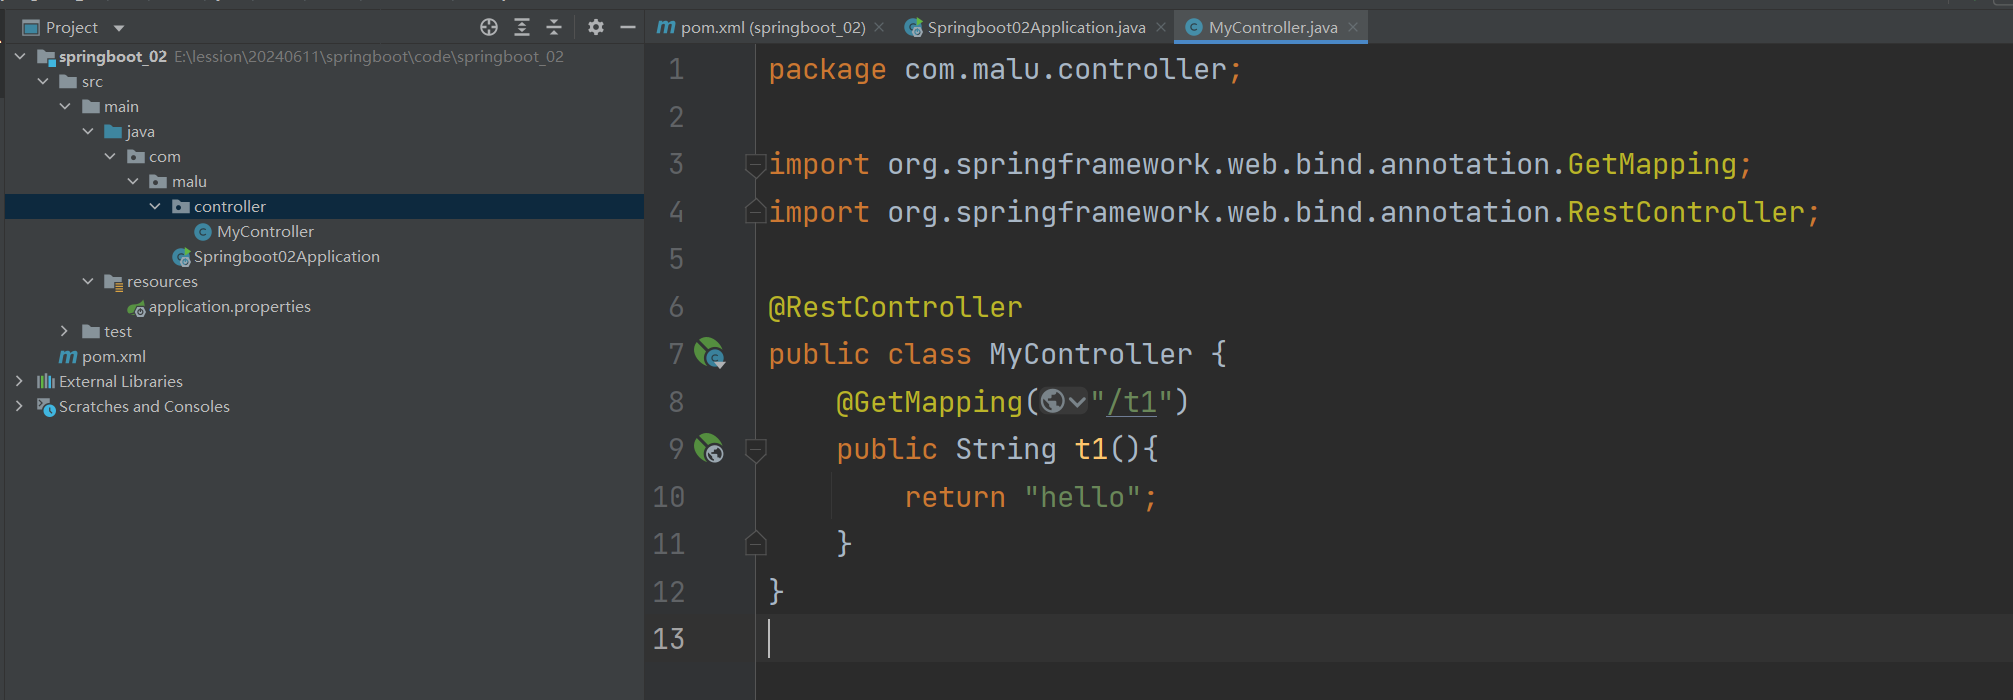 Project
springboot_02 E:\lession\20240611\springboot\code\springboot_02
src
main
java
com
malu
controller
MyController
Springboot02Application
resources
application.properties
test
pom.xml
External Libraries
Scratches and Consoles
pom.xml (springboot_02) Springboot02Application.java MyController.java
1 package com.malu.controller;
2
3 import org.springframework.web.bind.annotation.GetMapping;
4 import org.springframework.web.bind.annotation.RestController;
5
6 @RestController
7 public class MyController {
8 @GetMapping("/t1")
9 public String t1(){
10 return "hello";
11 }
12 }
13